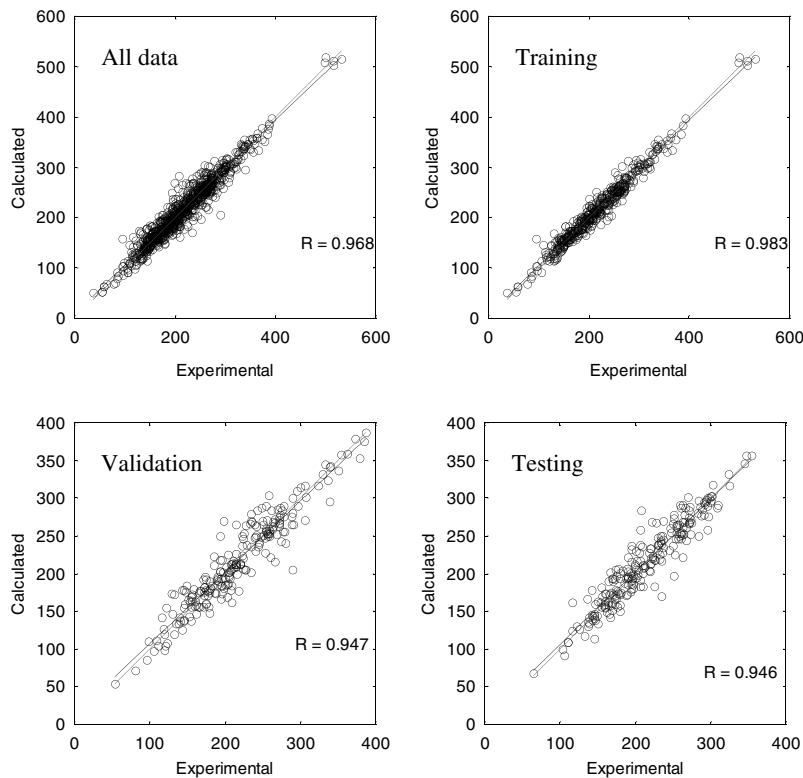 600
500
400
300
200
100
0
Calculated
All data
R = 0.968
0 200 400 600
Experimental
600
500
400
300
200
100
0
Calculated
Training
R = 0.983
0 200 400 600
Experimental
400
350
300
250
200
150
100
50
0
Calculated
Validation
R = 0.947
0 100 200 300 400
Experimental
400
350
300
250
200
150
100
50
0
Calculated
Testing
R = 0.946
0 100 200 300 400
Experimental